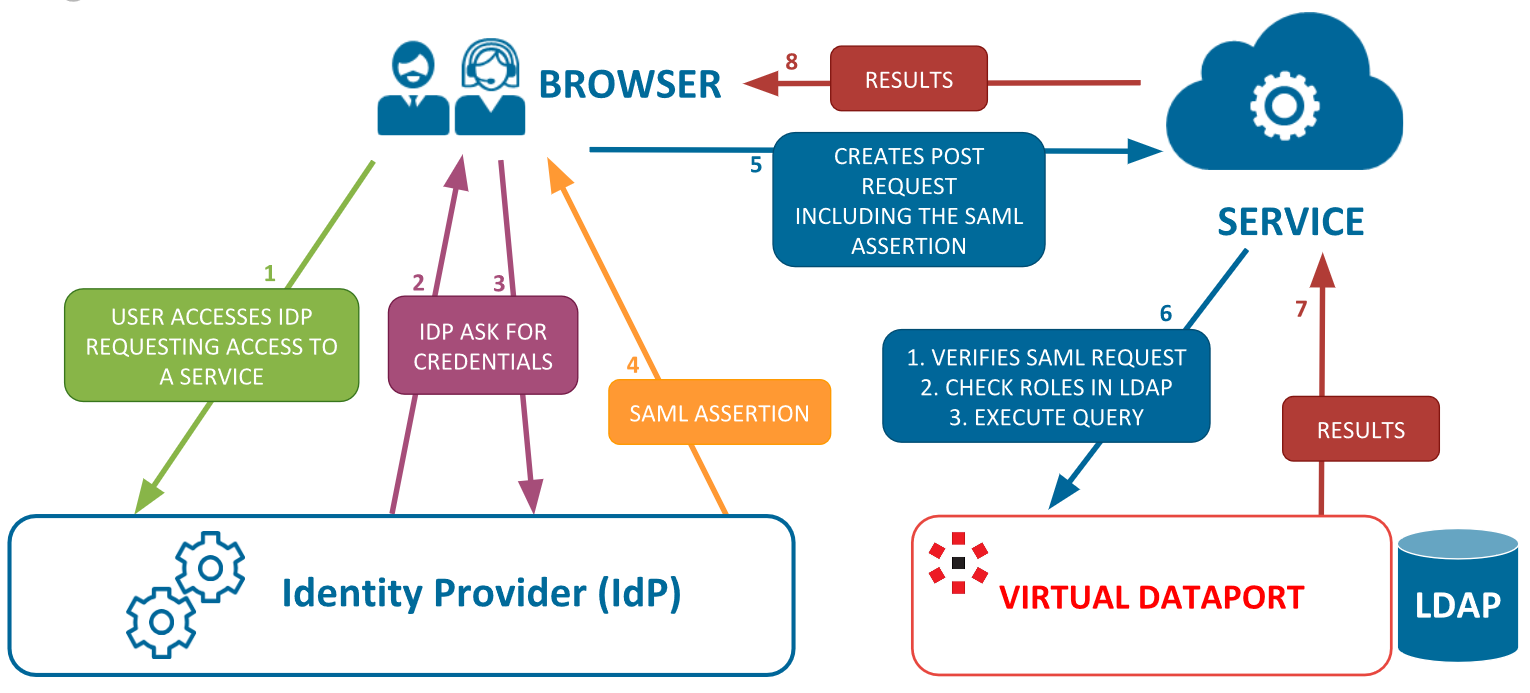 BROWSER
8
RESULTS
5
CREATES POST
REQUEST
INCLUDING THE SAML
ASSERTION
SERVICE
1
USER ACCESSES IDP
REQUESTING ACCESS TO
A SERVICE
2
3
IDP ASK FOR
CREDENTIALS
4
SAML ASSERTION
6
1. VERIFIES SAML REQUEST
2. CHECK ROLES IN LDAP
3. EXECUTE QUERY
7
RESULTS
Identity Provider (IdP)
VIRTUAL DATAPORT
LDAP